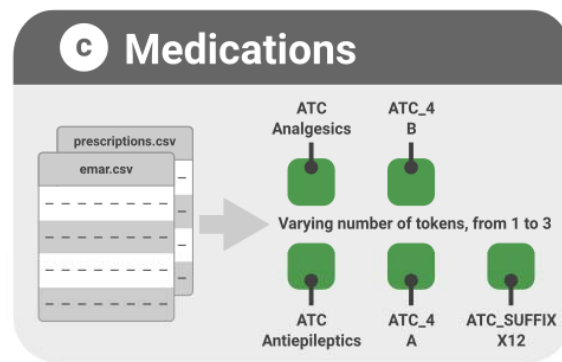 C Medications
prescriptions.csv
emar.csv
ATC
Analgesics
ATC_4
B
Varying number of tokens, from 1 to 3
ATC
Antiepileptics
ATC_4
A
ATC_SUFFIX
X12